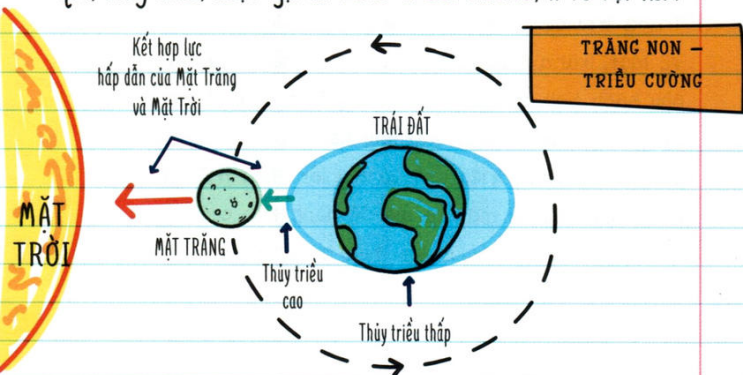 Kết hợp lực
hấp dẫn của Mặt Trăng
và Mặt Trời
TRĂNG NON –
TRIỀU CƯỜNG
TRÁI ĐẤT
MẶT
TRỜI
MẶT TRĂNG
Thủy triều
cao
Thủy triều thấp